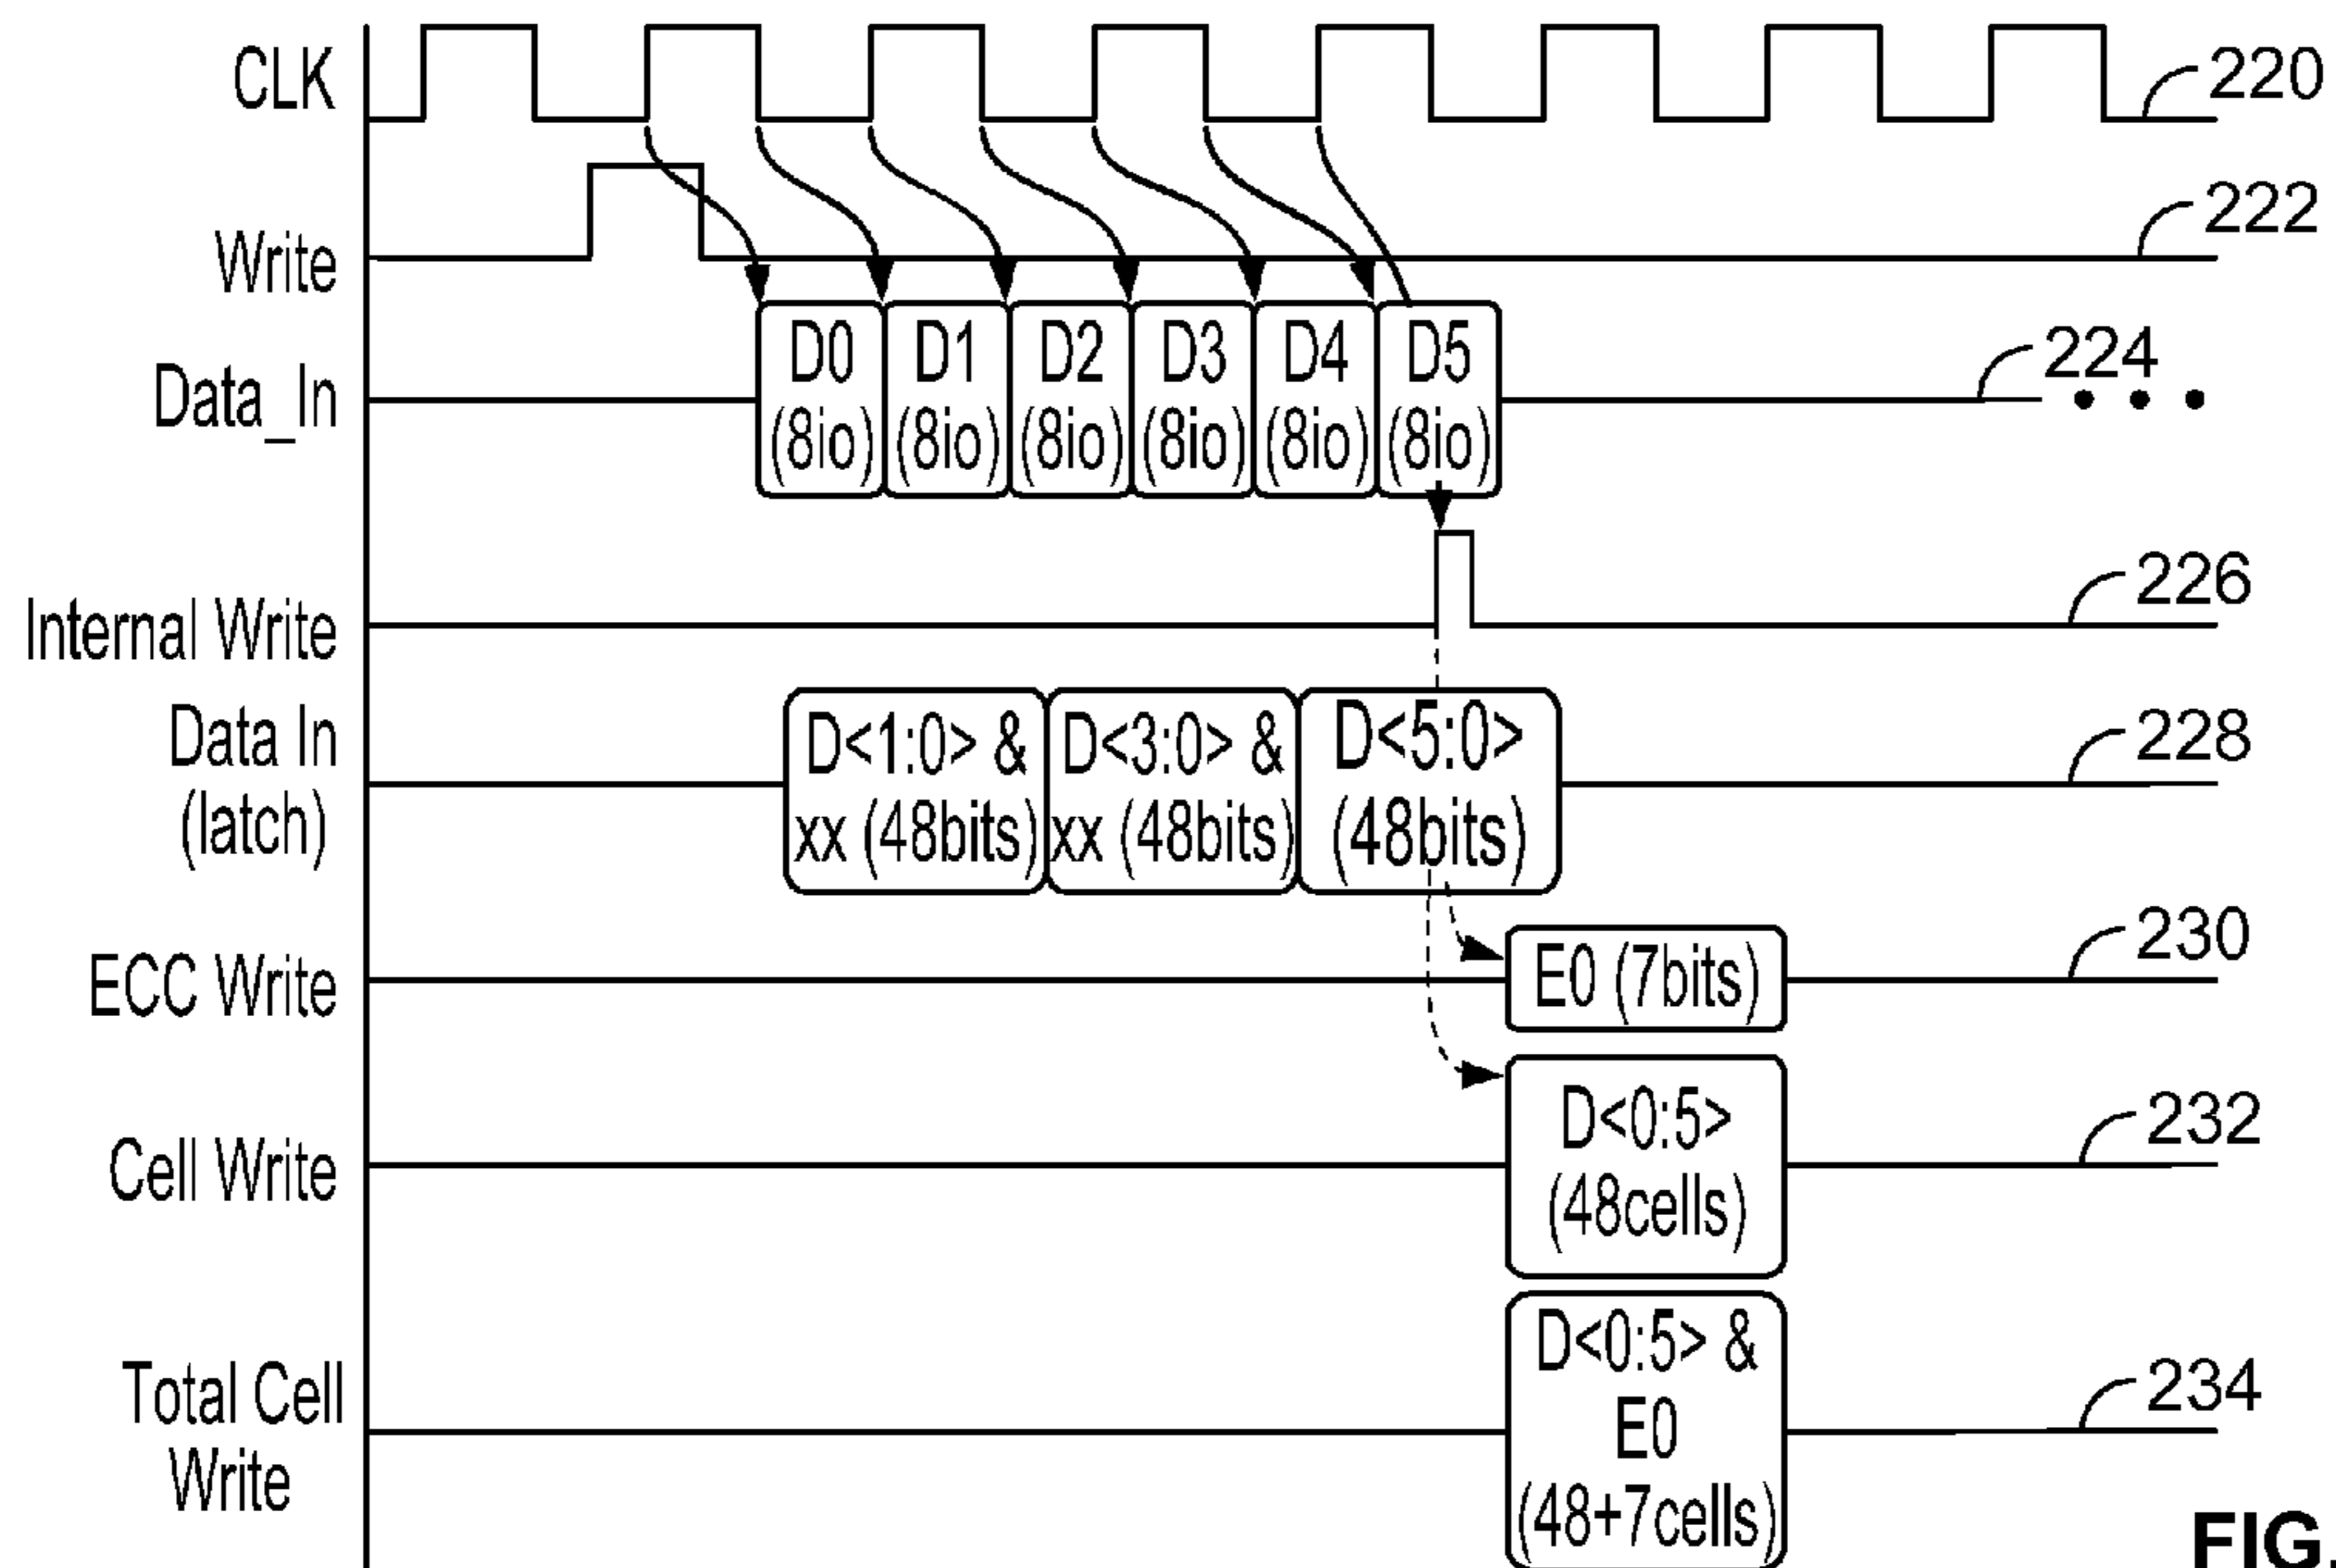 CLK
220
Write
222
Data_In
D0
(8io)
D1
(8io)
D2
(8io)
D3
(8io)
D4
(8io)
D5
(8io)
224
Internal Write
226
Data In
(latch)
D<1:0> &
xx (48bits)
D<3:0> &
xx (48bits)
D<5:0>
(48bits)
228
ECC Write
E0 (7bits)
230
Cell Write
D<0:5>
(48cells)
232
Total Cell
Write
D<0:5> &
E0
(48+7cells)
234
FIG.